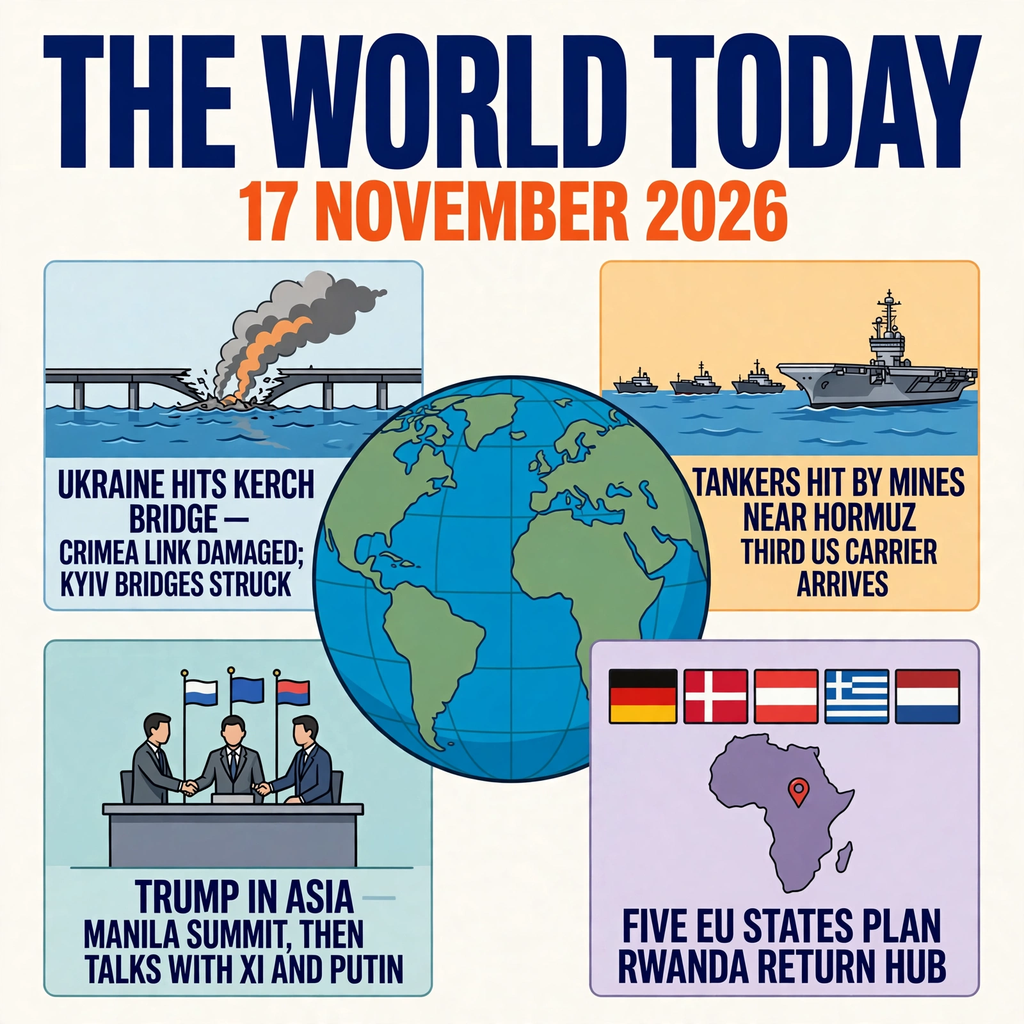 THE WORLD TODAY
17 NOVEMBER 2026
UKRAINE HITS KERCH
BRIDGE —
CRIMEA LINK DAMAGED;
KYIV BRIDGES STRUCK
TANKERS HIT BY MINES
NEAR HORMUZ
THIRD US CARRIER
ARRIVES
TRUMP IN ASIA —
MANILA SUMMIT, THEN
TALKS WITH XI AND PUTIN
FIVE EU STATES PLAN
RWANDA RETURN HUB